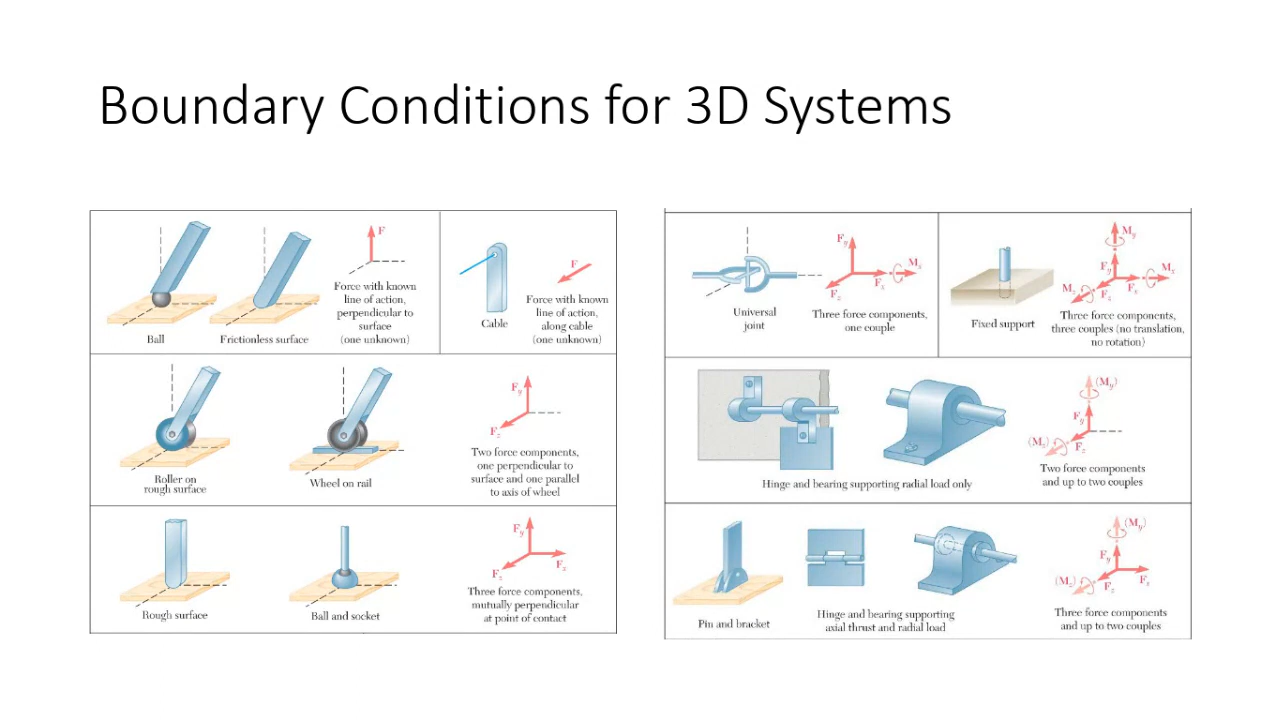 Boundary Conditions for 3D Systems
F
Force with known
line of action,
perpendicular to
surface
(one unknown)
Ball
Frictionless surface
F
Force with known
line of action,
along cable
(one unknown)
Cable
Fy
Fz
Two force components,
one perpendicular to
surface and one parallel
to axis of wheel
Roller on
rough surface
Wheel on rail
Fy
Fz
Fx
Three force components,
mutually perpendicular
at point of contact
Rough surface
Ball and socket
Fy
Mx
Fx
Fz
Universal
joint
Three force components,
one couple
My
Fy
Mx
Mz
Fz
Fx
Fixed support
Three force components,
three couples (no translation,
no rotation)
(My)
Fy
(Mz)
Fz
Two force components
and up to two couples
Hinge and bearing supporting radial load only
(My)
Fy
(Mz)
Fz
Fx
Three force components
and up to two couples
Pin and bracket
Hinge and bearing supporting
axial thrust and radial load